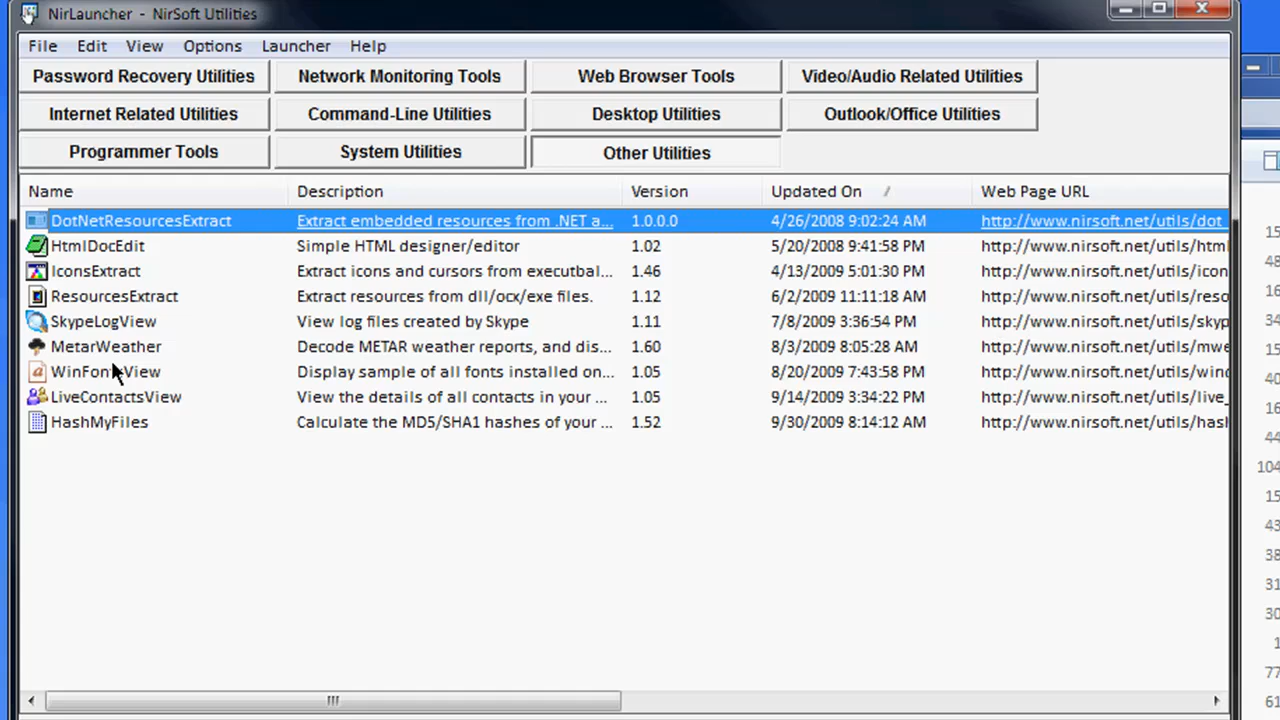 NirLauncher - NirSoft Utilities
File Edit View Options Launcher Help
Password Recovery Utilities Network Monitoring Tools Web Browser Tools Video/Audio Related Utilities
Internet Related Utilities Command-Line Utilities Desktop Utilities Outlook/Office Utilities
Programmer Tools System Utilities Other Utilities
Name Description Version Updated On Web Page URL
DotNetResourcesExtract Extract embedded resources from .NET a... 1.0.0.0 4/26/2008 9:02:24 AM http://www.nirsoft.net/utils/dot
HtmlDocEdit Simple HTML designer/editor 1.02 5/20/2008 9:41:58 PM http://www.nirsoft.net/utils/html
IconsExtract Extract icons and cursors from executbal... 1.46 4/13/2009 5:01:30 PM http://www.nirsoft.net/utils/icon
ResourcesExtract Extract resources from dll/ocx/exe files. 1.12 6/2/2009 11:11:18 AM http://www.nirsoft.net/utils/reso
SkypeLogView View log files created by Skype 1.11 7/8/2009 3:36:54 PM http://www.nirsoft.net/utils/skyp
MetarWeather Decode METAR weather reports, and dis... 1.60 8/3/2009 8:05:28 AM http://www.nirsoft.net/utils/mwe
WinFontsView Display sample of all fonts installed on... 1.05 8/20/2009 7:43:58 PM http://www.nirsoft.net/utils/winc
LiveContactsView View the details of all contacts in your ... 1.05 9/14/2009 3:34:22 PM http://www.nirsoft.net/utils/live_
HashMyFiles Calculate the MD5/SHA1 hashes of your ... 1.52 9/30/2009 8:14:12 AM http://www.nirsoft.net/utils/hash